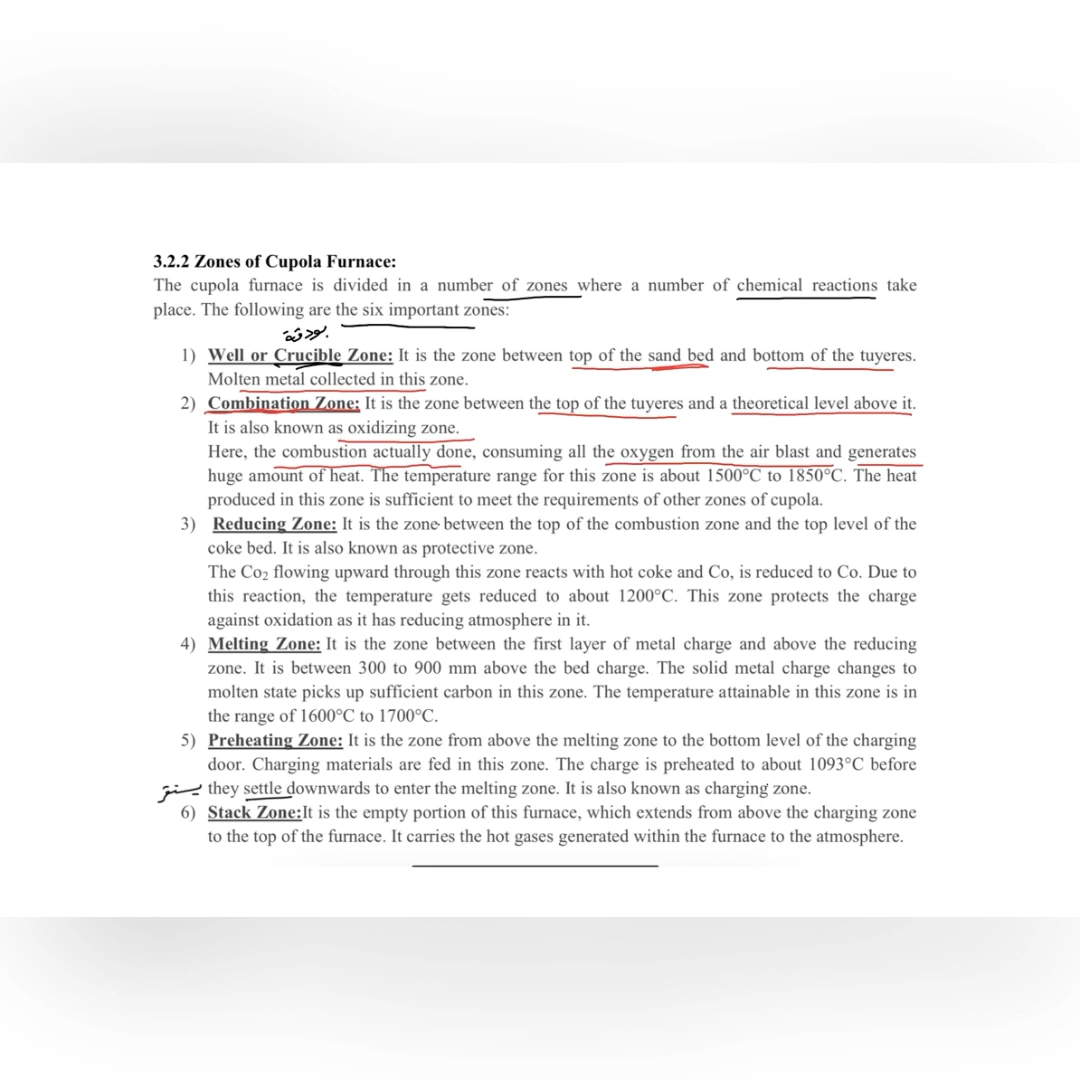 3.2.2 Zones of Cupola Furnace:
The cupola furnace is divided in a number of zones where a number of chemical reactions take
place. The following are the six important zones:
بودقة
1) Well or Crucible Zone: It is the zone between top of the sand bed and bottom of the tuyeres.
Molten metal collected in this zone.
2) Combination Zone: It is the zone between the top of the tuyeres and a theoretical level above it.
It is also known as oxidizing zone.
Here, the combustion actually done, consuming all the oxygen from the air blast and generates
huge amount of heat. The temperature range for this zone is about 1500°C to 1850°C. The heat
produced in this zone is sufficient to meet the requirements of other zones of cupola.
3) Reducing Zone: It is the zone between the top of the combustion zone and the top level of the
coke bed. It is also known as protective zone.
The Co₂ flowing upward through this zone reacts with hot coke and Co, is reduced to Co. Due to
this reaction, the temperature gets reduced to about 1200°C. This zone protects the charge
against oxidation as it has reducing atmosphere in it.
4) Melting Zone: It is the zone between the first layer of metal charge and above the reducing
zone. It is between 300 to 900 mm above the bed charge. The solid metal charge changes to
molten state picks up sufficient carbon in this zone. The temperature attainable in this zone is in
the range of 1600°C to 1700°C.
5) Preheating Zone: It is the zone from above the melting zone to the bottom level of the charging
door. Charging materials are fed in this zone. The charge is preheated to about 1093°C before
they settle downwards to enter the melting zone. It is also known as charging zone.
6) Stack Zone:It is the empty portion of this furnace, which extends from above the charging zone
to the top of the furnace. It carries the hot gases generated within the furnace to the atmosphere.